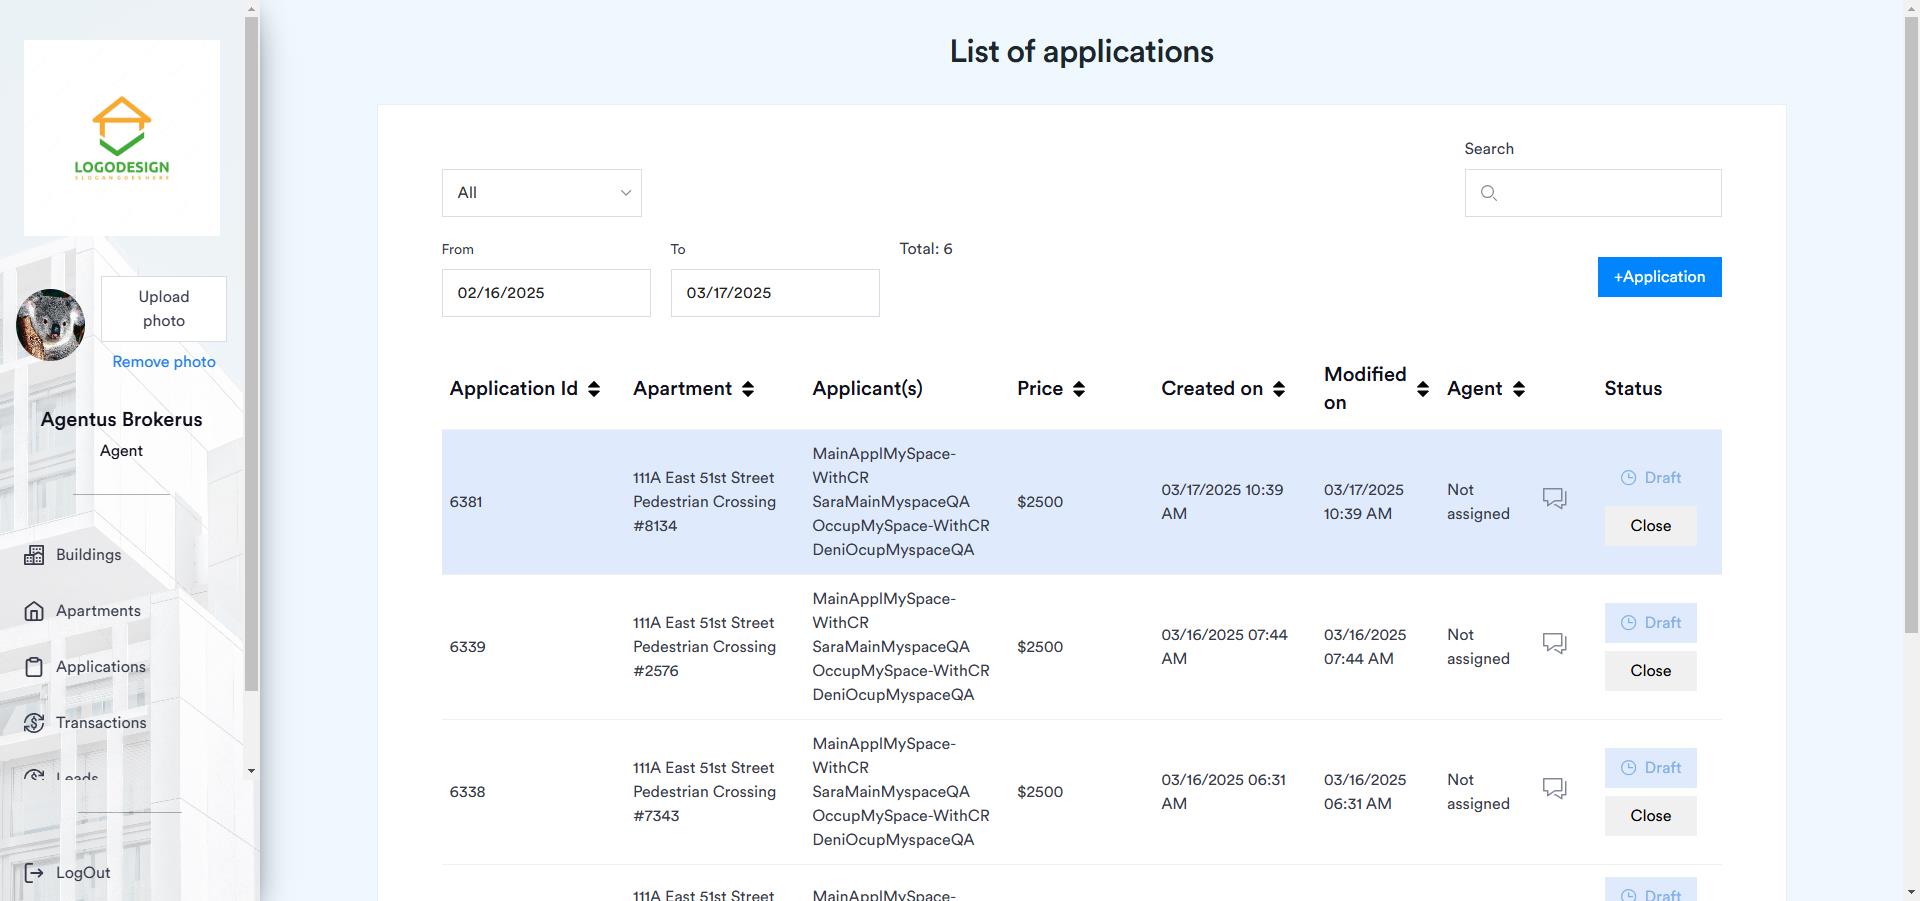 LOGODESIGN
SLOGANGOESHERE
Upload
photo
Remove photo
Agentus Brokerus
Agent
Buildings
Apartments
Applications
Transactions
Leads
LogOut
List of applications
Search
All
From
To
Total: 6
02/16/2025
03/17/2025
+Application
Application Id
Apartment
Applicant(s)
Price
Created on
Modified
on
Agent
Status
6381
111A East 51st Street
Pedestrian Crossing
#8134
MainApplMySpace-
WithCR
SaraMainMyspaceQA
OccupMySpace-WithCR
DeniOcupMyspaceQA
$2500
03/17/2025 10:39
AM
03/17/2025
10:39 AM
Not
assigned
Draft
Close
6339
111A East 51st Street
Pedestrian Crossing
#2576
MainApplMySpace-
WithCR
SaraMainMyspaceQA
OccupMySpace-WithCR
DeniOcupMyspaceQA
$2500
03/16/2025 07:44
AM
03/16/2025
07:44 AM
Not
assigned
Draft
Close
6338
111A East 51st Street
Pedestrian Crossing
#7343
MainApplMySpace-
WithCR
SaraMainMyspaceQA
OccupMySpace-WithCR
DeniOcupMyspaceQA
$2500
03/16/2025 06:31
AM
03/16/2025
06:31 AM
Not
assigned
Draft
Close
111A East 51st Street
MainApplMySpace-
Draft